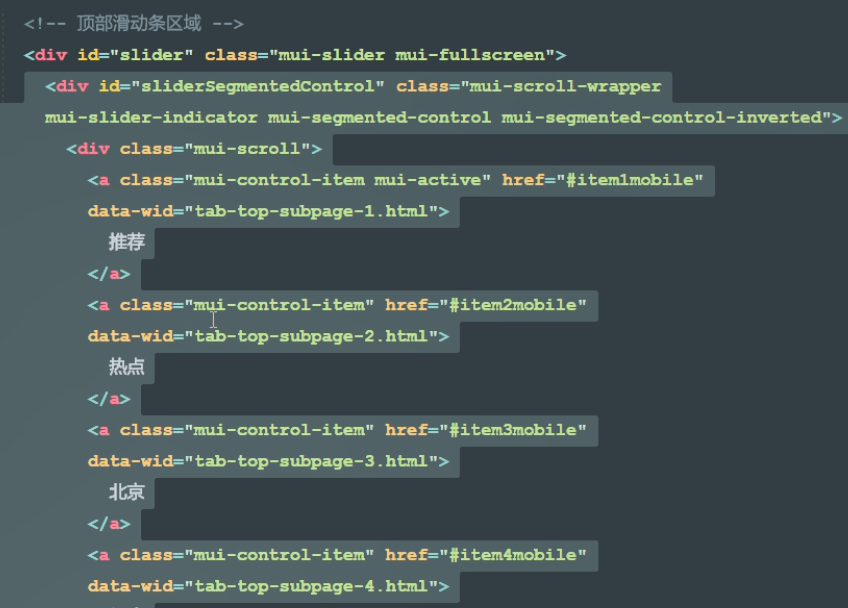 <!-- 顶部滑动条区域 -->
<div id="slider" class="mui-slider mui-fullscreen">
<div id="sliderSegmentedControl" class="mui-scroll-wrapper
mui-slider-indicator mui-segmented-control mui-segmented-control-inverted">
<div class="mui-scroll">
<a class="mui-control-item mui-active" href="#item1mobile"
data-wid="tab-top-subpage-1.html">
推荐
</a>
<a class="mui-control-item" href="#item2mobile"
data-wid="tab-top-subpage-2.html">
热点
</a>
<a class="mui-control-item" href="#item3mobile"
data-wid="tab-top-subpage-3.html">
北京
</a>
<a class="mui-control-item" href="#item4mobile"
data-wid="tab-top-subpage-4.html">